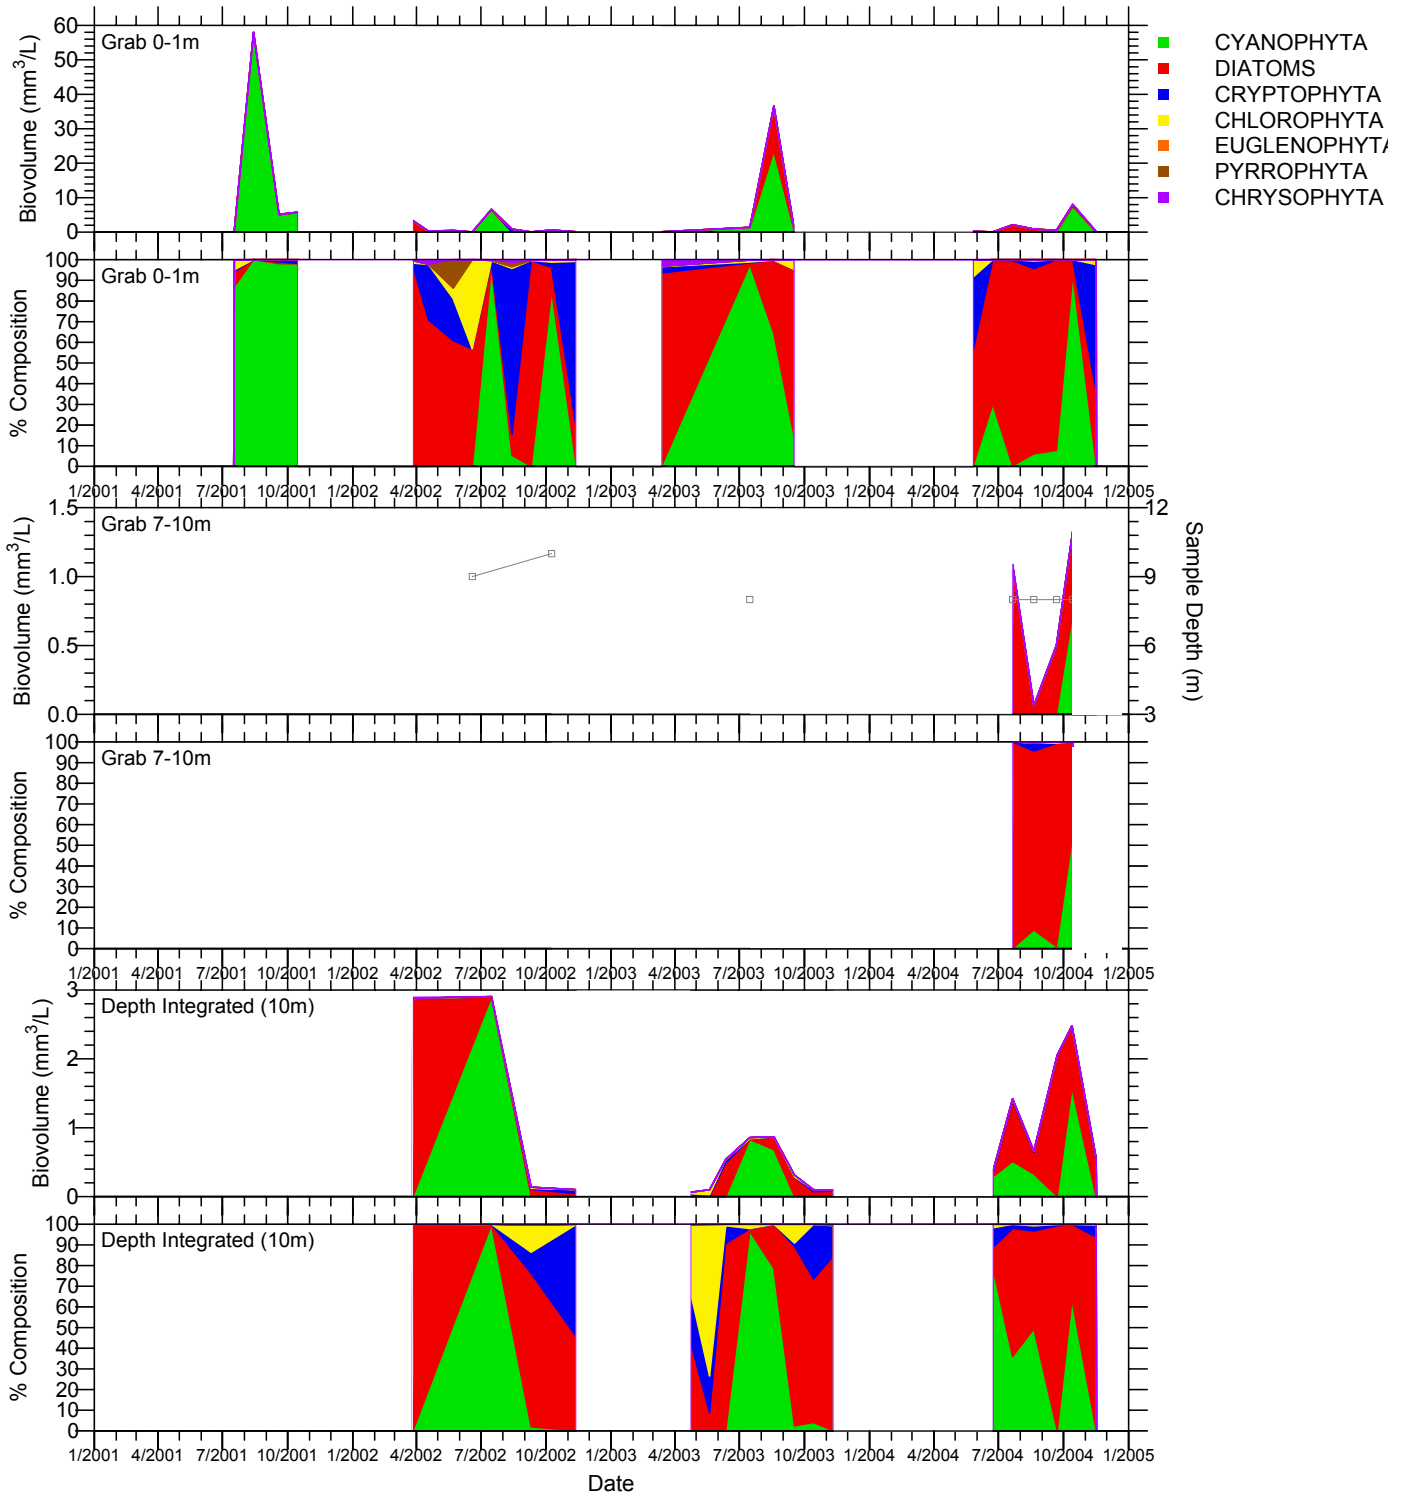 Grab 0-1m
Biovolume (mm3/L)
60
50
40
30
20
10
0
CYANOPHYTA
DIATOMS
CRYPTOPHYTA
CHLOROPHYTA
EUGLENOPHYTA
PYRROPHYTA
CHRYSOPHYTA
Grab 0-1m
% Composition
100
90
80
70
60
50
40
30
20
10
0
1/2001 4/2001 7/2001 10/2001 1/2002 4/2002 7/2002 10/2002 1/2003 4/2003 7/2003 10/2003 1/2004 4/2004 7/2004 10/2004 1/2005
Grab 7-10m
Biovolume (mm3/L)
1.5
1.0
0.5
0.0
12
9
6
3
Sample Depth (m)
Grab 7-10m
% Composition
100
90
80
70
60
50
40
30
20
10
0
1/2001 4/2001 7/2001 10/2001 1/2002 4/2002 7/2002 10/2002 1/2003 4/2003 7/2003 10/2003 1/2004 4/2004 7/2004 10/2004 1/2005
Depth Integrated (10m)
Biovolume (mm3/L)
3
2
1
0
Depth Integrated (10m)
% Composition
100
90
80
70
60
50
40
30
20
10
0
1/2001 4/2001 7/2001 10/2001 1/2002 4/2002 7/2002 10/2002 1/2003 4/2003 7/2003 10/2003 1/2004 4/2004 7/2004 10/2004 1/2005
Date